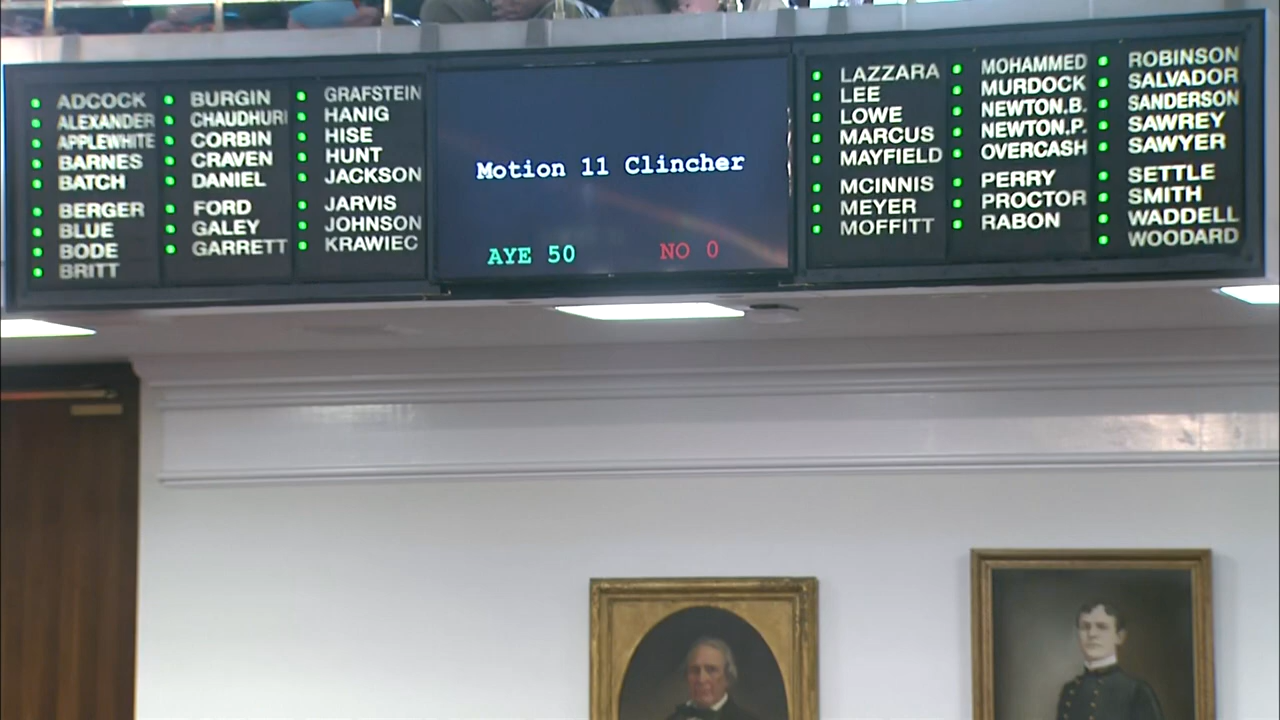 ADCOCK
ALEXANDER
APPLEWHITE
BARNES
BATCH
BERGER
BLUE
BODE
BRITT
BURGIN
CHAUDHURI
CORBIN
CRAVEN
DANIEL
FORD
GALEY
GARRETT
GRAFSTEIN
HANIG
HISE
HUNT
JACKSON
JARVIS
JOHNSON
KRAWIEC
Motion 11 Clincher
AYE 50 NO 0
LAZZARA
LEE
LOWE
MARCUS
MAYFIELD
MCINNIS
MEYER
MOFFITT
MOHAMMED
MURDOCK
NEWTON.B.
NEWTON.P.
OVERCASH
PERRY
PROCTOR
RABON
ROBINSON
SALVADOR
SANDERSON
SAWREY
SAWYER
SETTLE
SMITH
WADDELL
WOODARD